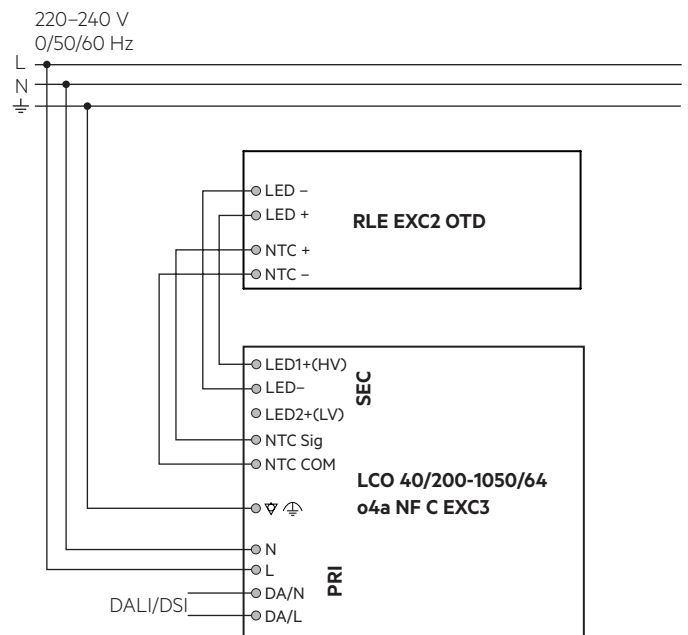 220–240 V
0/50/60 Hz
L
N
LED –
LED +
RLE EXC2 OTD
NTC +
NTC –
LED1+(HV)
SEC
LED–
LED2+(LV)
NTC Sig
NTC COM
LCO 40/200-1050/64
o4a NF C EXC3
N
L
PRI
DA/N
DALI/DSI
DA/L